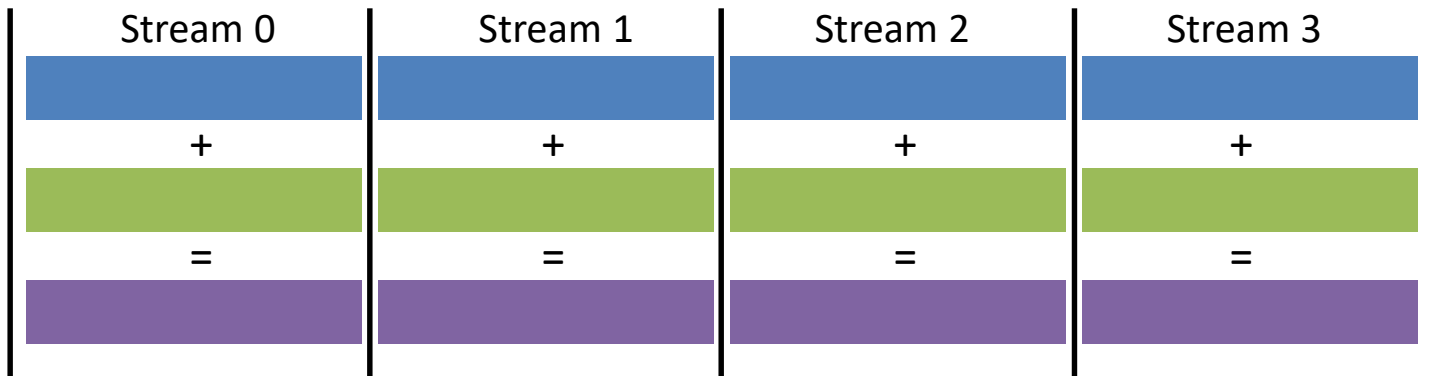 Stream 0 Stream 1 Stream 2 Stream 3
+ + + +
= = = =